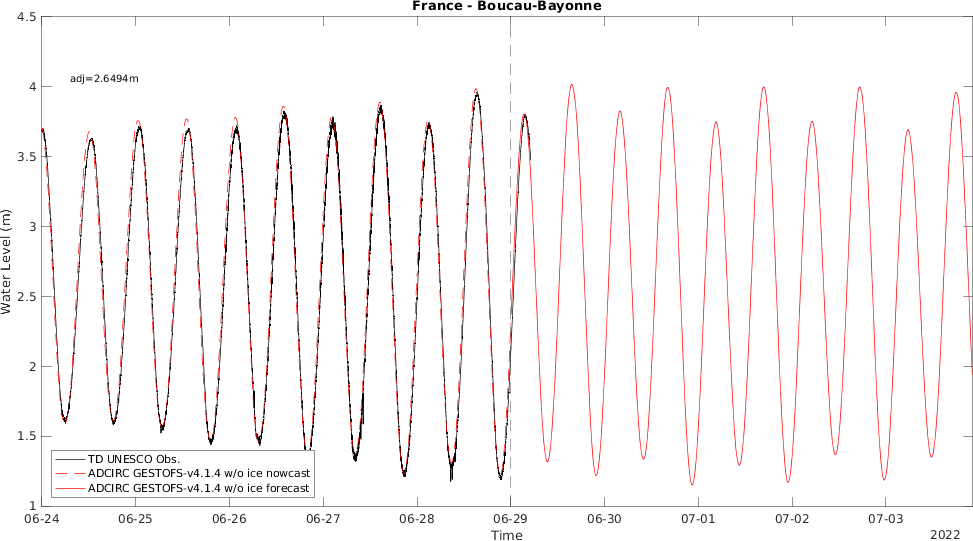 France - Boucau-Bayonne
4.5
adj=2.6494m
4
3.5
3
2.5
2
1.5
1
Water Level (m)
TD UNESCO Obs.
ADCIRC GESTOFS-v4.1.4 w/o ice nowcast
ADCIRC GESTOFS-v4.1.4 w/o ice forecast
06-24 06-25 06-26 06-27 06-28 06-29 06-30 07-01 07-02 07-03
Time
2022